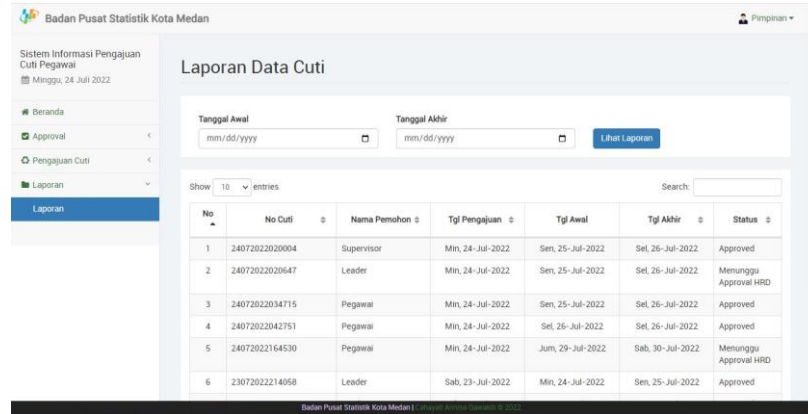 Badan Pusat Statistik Kota Medan
Pimpinan
Sistem Informasi Pengajuan
Cuti Pegawai
Minggu, 24 Juli 2022
Beranda
Approval
Pengajuan Cuti
Laporan
Laporan
Laporan Data Cuti
Tanggal Awal
Tanggal Akhir
mm/dd/yyyy
mm/dd/yyyy
Lihat Laporan
Show 10 entries
Search:
No No Cuti Nama Pemohon Tgl Pengajuan Tgl Awal Tgl Akhir Status
1 24072022020004 Supervisor Min, 24-Jul-2022 Sen, 25-Jul-2022 Sel, 26-Jul-2022 Approved
2 24072022020647 Leader Min, 24-Jul-2022 Sen, 25-Jul-2022 Sel, 26-Jul-2022 Menunggu
Approval HRD
3 24072022034715 Pegawai Min, 24-Jul-2022 Sen, 25-Jul-2022 Sel, 26-Jul-2022 Approved
4 24072022042751 Pegawai Min, 24-Jul-2022 Sel, 26-Jul-2022 Sel, 26-Jul-2022 Approved
5 24072022164530 Pegawai Min, 24-Jul-2022 Jum, 29-Jul-2022 Sab, 30-Jul-2022 Menunggu
Approval HRD
6 23072022214058 Leader Sab, 23-Jul-2022 Min, 24-Jul-2022 Sen, 25-Jul-2022 Approved
Badan Pusat Statistik Kota Medan | © 2022